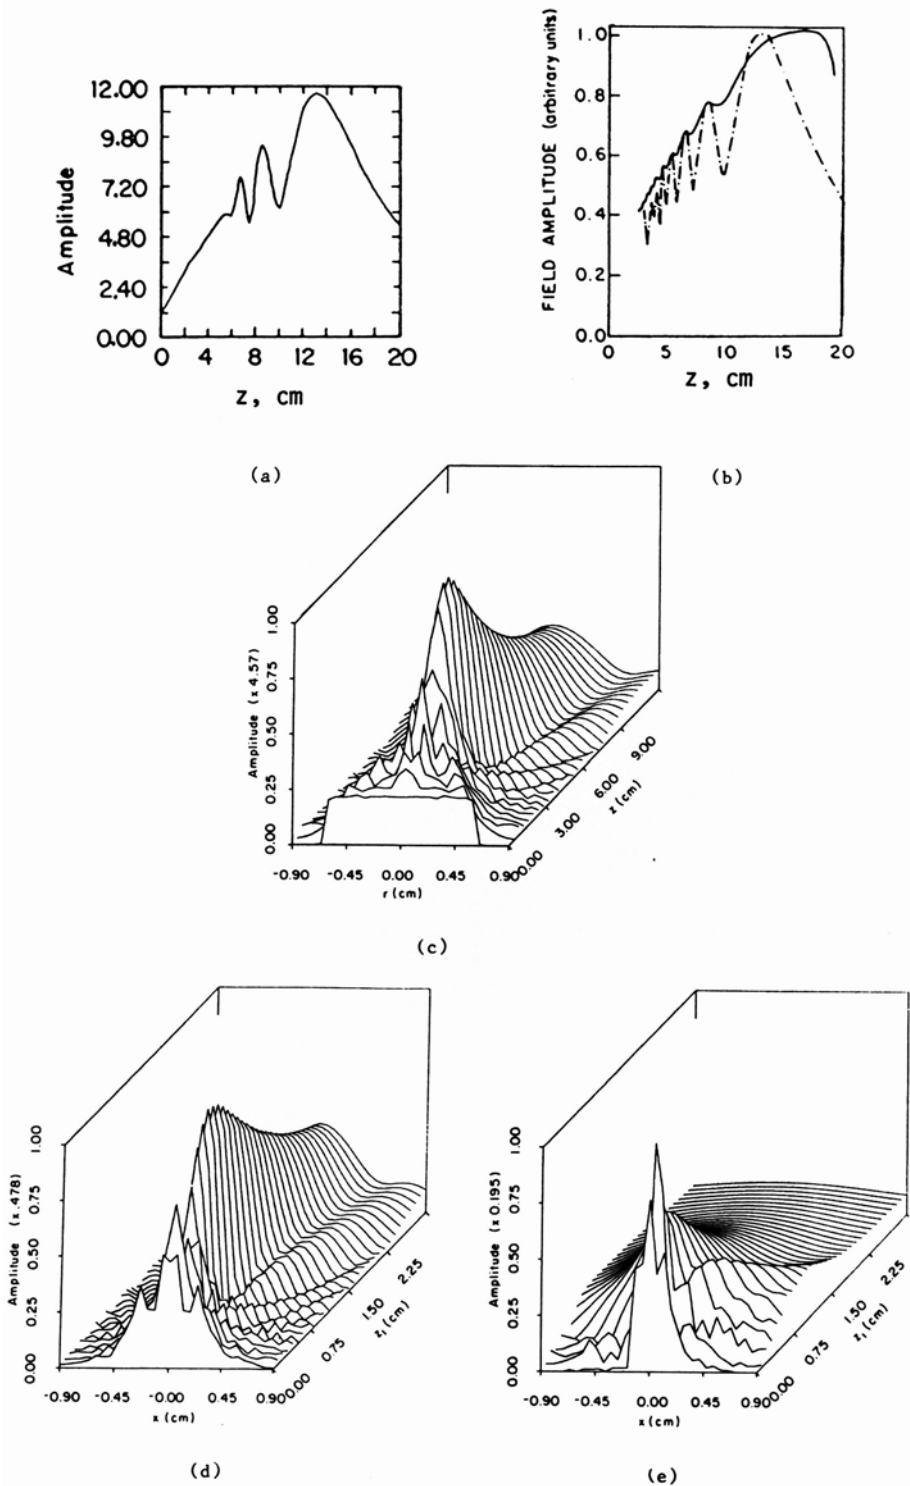 12.00
9.80
7.20
4.80
2.40
0.00
Amplitude
0 4 8 12 16 20
z, cm
(a)
1.0
0.8
0.6
0.4
0.2
0.0
FIELD AMPLITUDE (arbitrary units)
0 5 10 15 20
z, cm
(b)
1.00
0.75
0.50
0.25
0.00
Amplitude (x 4.57)
-0.90 -0.45 0.00 0.45 0.90
r (cm)
0.00 3.00 6.00 9.00
z (cm)
(c)
1.00
0.75
0.50
0.25
0.00
Amplitude (x .478)
-0.90 -0.45 -0.00 0.45 0.90
x (cm)
0.00 0.75 1.50 2.25
z, (cm)
(d)
1.00
0.75
0.50
0.25
0.00
Amplitude (x 0.195)
-0.90 -0.45 0.00 0.45 0.90
x (cm)
0.00 0.75 1.50 2.25
z, (cm)
(e)